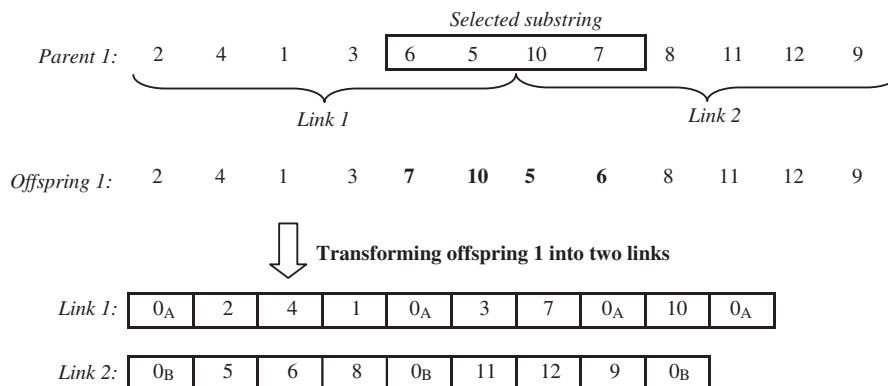 Selected substring
Parent 1: 2 4 1 3 6 5 10 7 8 11 12 9
Link 1 Link 2
Offspring 1: 2 4 1 3 7 10 5 6 8 11 12 9
Transforming offspring 1 into two links
Link 1: 0A 2 4 1 0A 3 7 0A 10 0A
Link 2: 0B 5 6 8 0B 11 12 9 0B